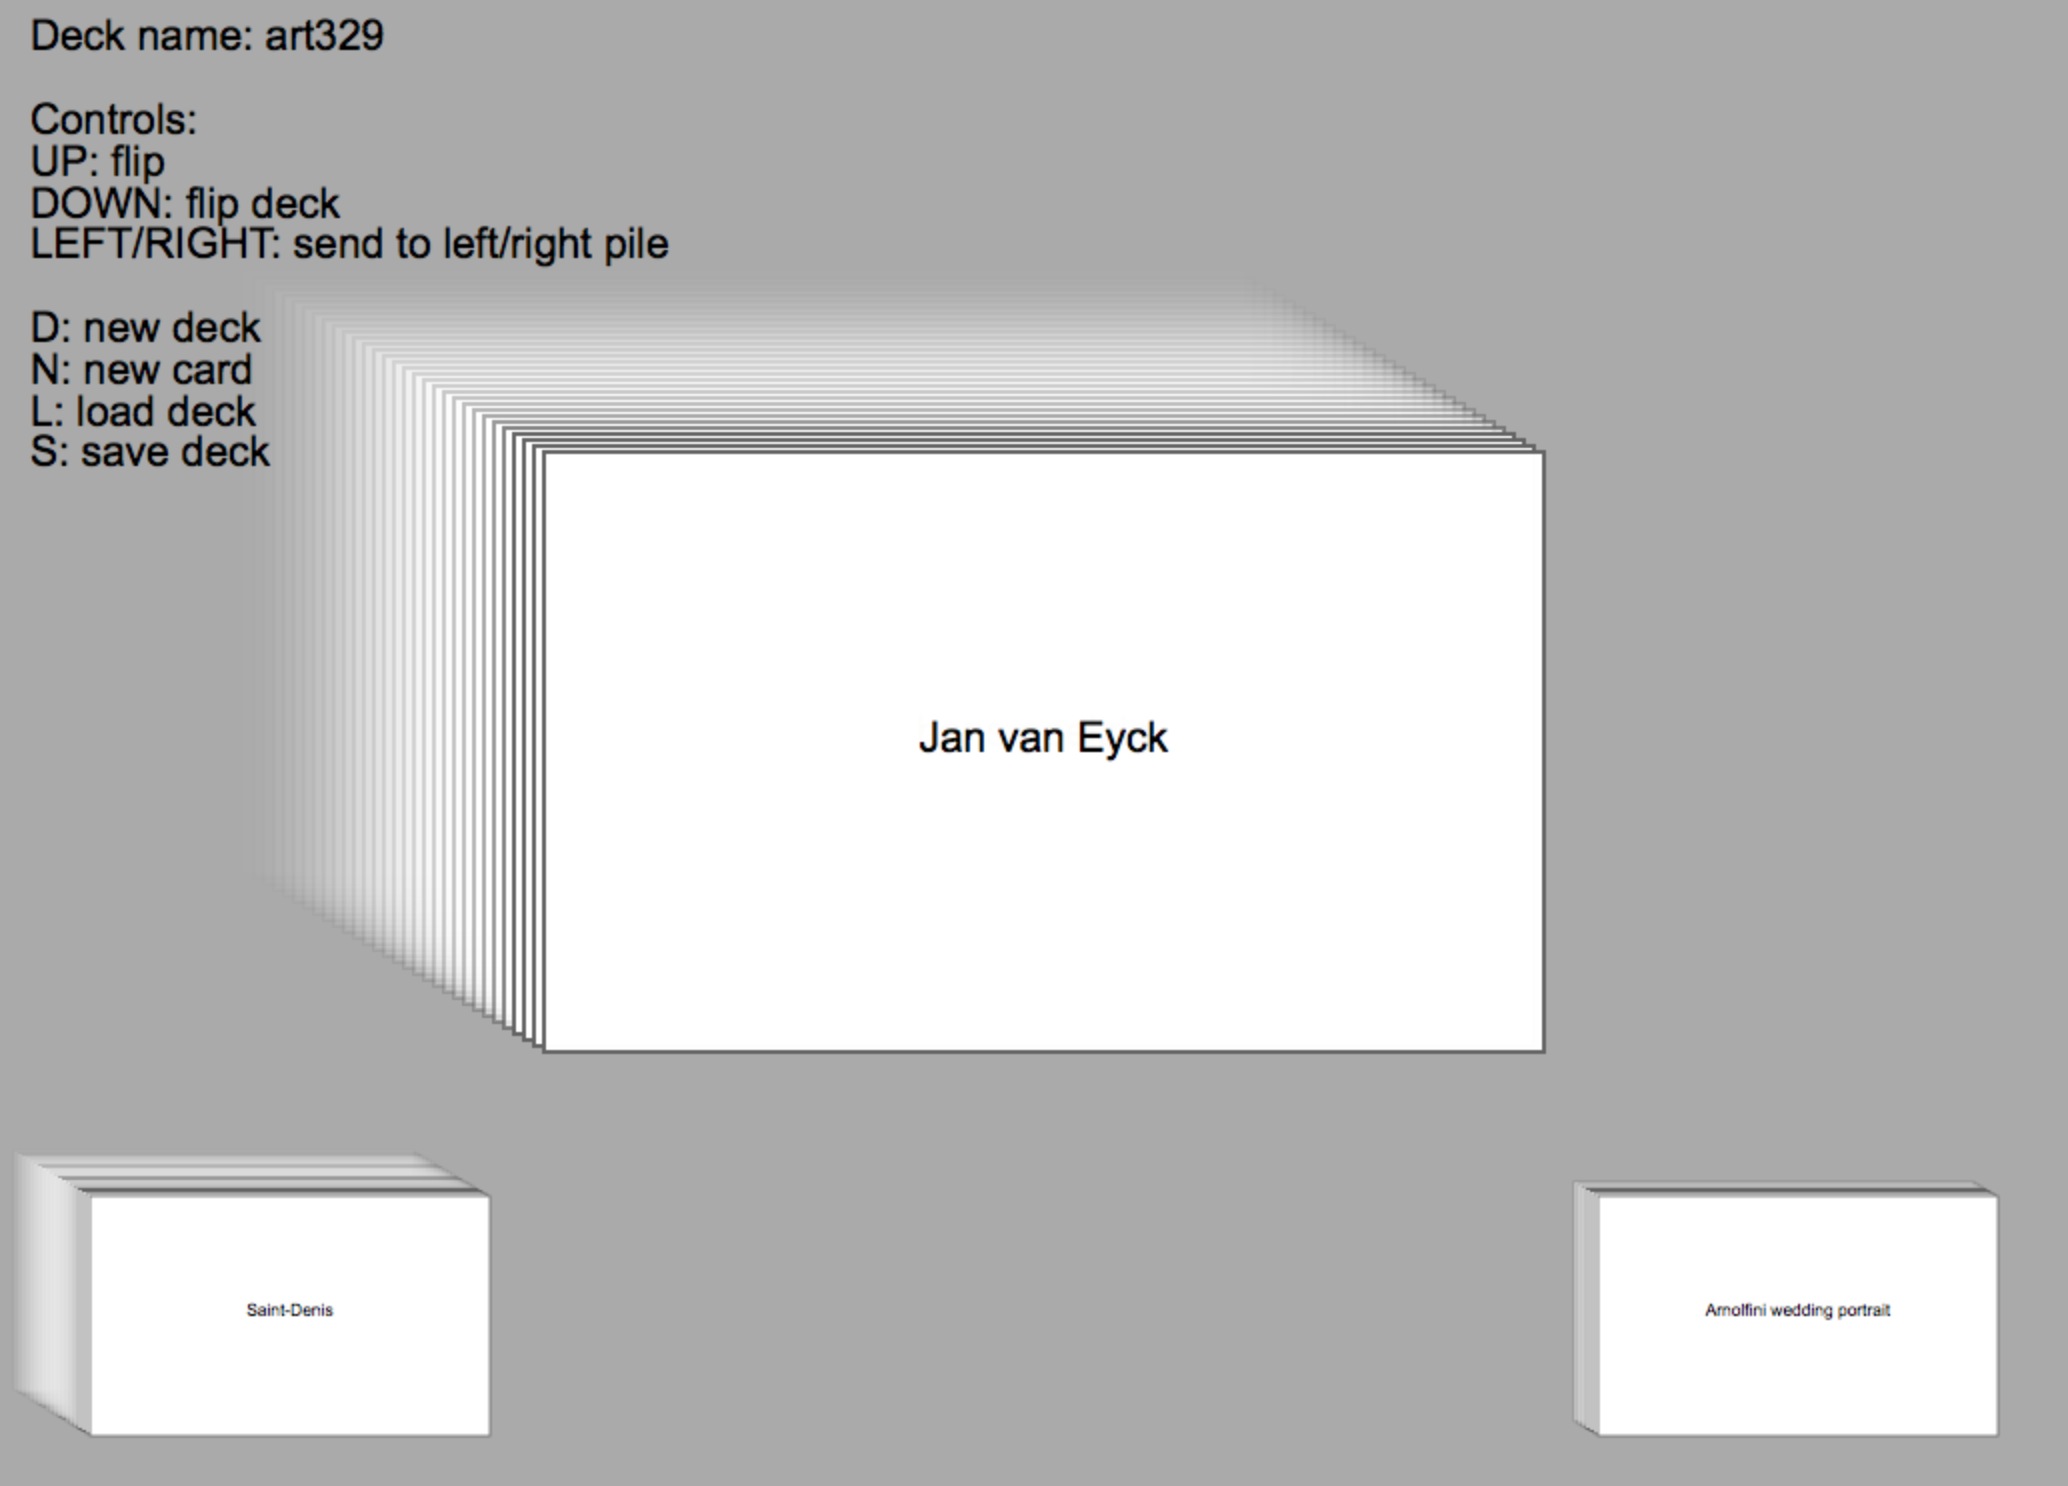 Deck name: art329
Controls:
UP: flip
DOWN: flip deck
LEFT/RIGHT: send to left/right pile
D: new deck
N: new card
L: load deck
S: save deck
Jan van Eyck
Saint-Denis
Arnolfini wedding portrait